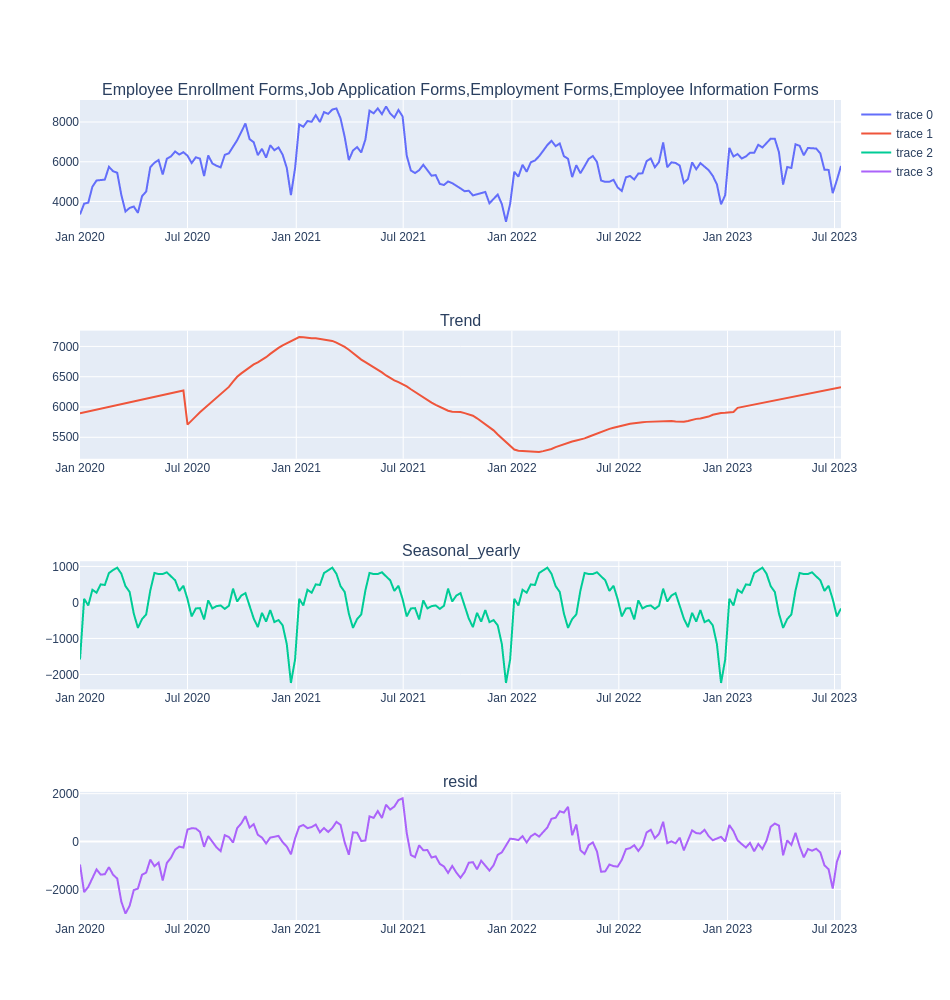 Employee Enrollment Forms,Job Application Forms,Employment Forms,Employee Information Forms
8000
6000
4000
Jan 2020 Jul 2020 Jan 2021 Jul 2021 Jan 2022 Jul 2022 Jan 2023 Jul 2023
trace 0
trace 1
trace 2
trace 3
Trend
7000
6500
6000
5500
Jan 2020 Jul 2020 Jan 2021 Jul 2021 Jan 2022 Jul 2022 Jan 2023 Jul 2023
Seasonal_yearly
1000
0
−1000
−2000
Jan 2020 Jul 2020 Jan 2021 Jul 2021 Jan 2022 Jul 2022 Jan 2023 Jul 2023
resid
2000
0
−2000
Jan 2020 Jul 2020 Jan 2021 Jul 2021 Jan 2022 Jul 2022 Jan 2023 Jul 2023